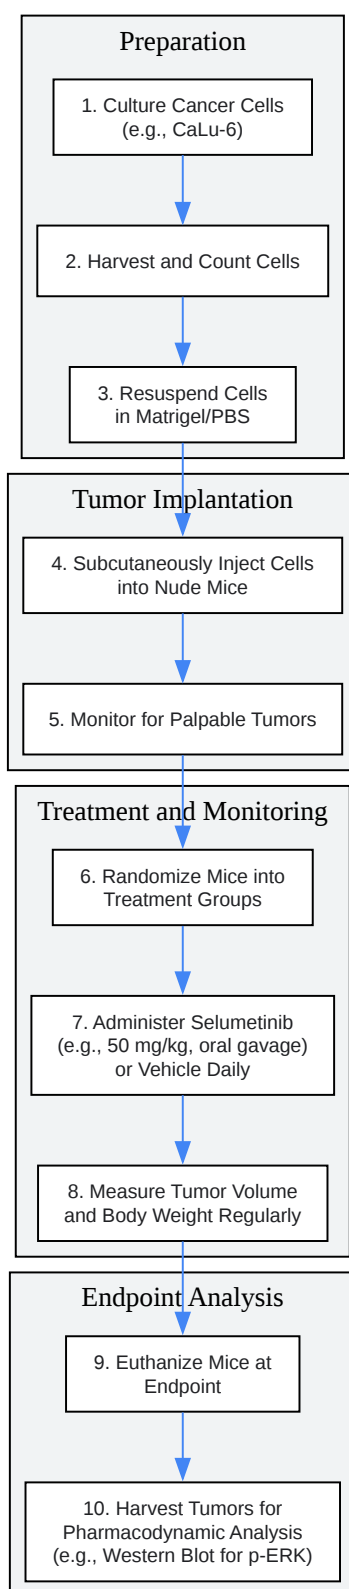 Preparation
1. Culture Cancer Cells
(e.g., CaLu-6)
2. Harvest and Count Cells
3. Resuspend Cells
in Matrigel/PBS
Tumor Implantation
4. Subcutaneously Inject Cells
into Nude Mice
5. Monitor for Palpable Tumors
Treatment and Monitoring
6. Randomize Mice into
Treatment Groups
7. Administer Selumetinib
(e.g., 50 mg/kg, oral gavage)
or Vehicle Daily
8. Measure Tumor Volume
and Body Weight Regularly
Endpoint Analysis
9. Euthanize Mice at
Endpoint
10. Harvest Tumors for
Pharmacodynamic Analysis
(e.g., Western Blot for p-ERK)